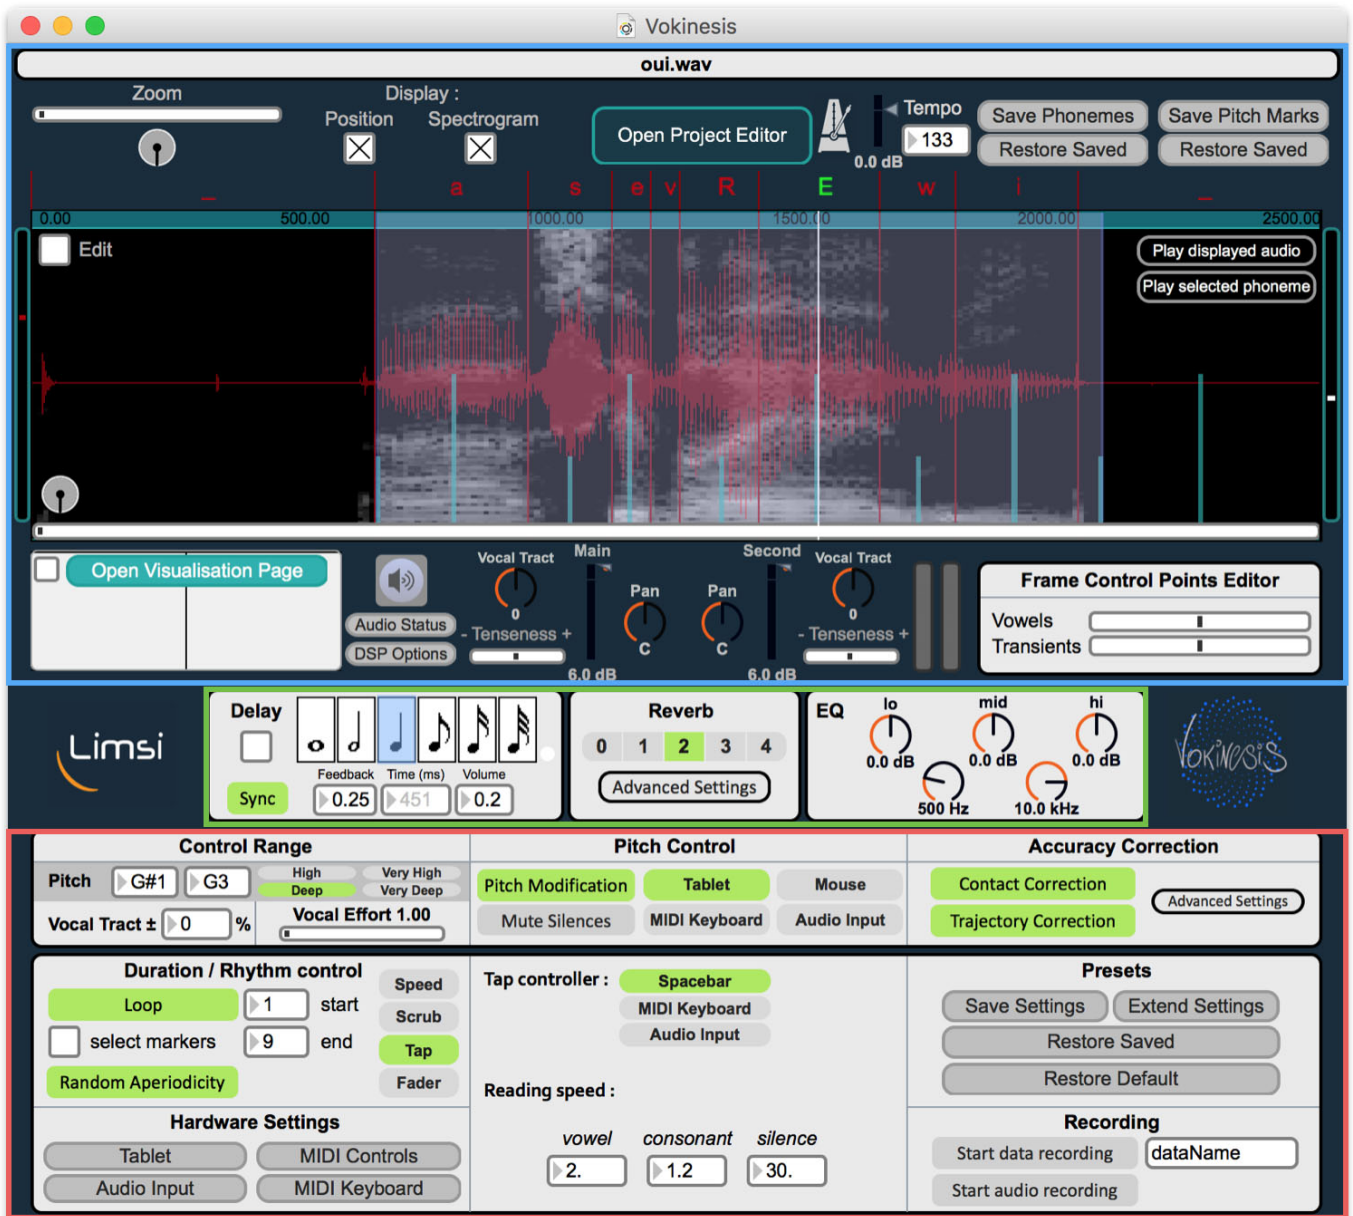 Vokinesis
oui.wav
Zoom
Display :
Position Spectrogram
Open Project Editor
Tempo
133
0.0 dB
Save Phonemes Save Pitch Marks
Restore Saved Restore Saved
_ a s e v R E w i _
0.00 500.00 1000.00 1500.00 2000.00 2500.00
Edit
Play displayed audio
Play selected phoneme
Open Visualisation Page
Audio Status
DSP Options
Vocal Tract
0
- Tenseness +
Main
6.0 dB
Pan
C
Pan
C
Second
6.0 dB
Vocal Tract
0
- Tenseness +
Frame Control Points Editor
Vowels
Transients
Limsi
Delay
Sync
Feedback Time (ms) Volume
0.25 451 0.2
Reverb
0 1 2 3 4
Advanced Settings
EQ
lo mid hi
0.0 dB 0.0 dB 0.0 dB
500 Hz 10.0 kHz
VOKINESIS
Control Range
Pitch G#1 G3
High Very High
Deep Very Deep
Vocal Tract ± 0 %
Vocal Effort 1.00
Pitch Control
Pitch Modification Tablet Mouse
Mute Silences MIDI Keyboard Audio Input
Accuracy Correction
Contact Correction
Trajectory Correction
Advanced Settings
Duration / Rhythm control
Loop 1 start
select markers 9 end
Random Aperiodicity
Speed
Scrub
Tap
Fader
Hardware Settings
Tablet MIDI Controls
Audio Input MIDI Keyboard
Tap controller : Spacebar
MIDI Keyboard
Audio Input
Reading speed :
vowel consonant silence
2. 1.2 30.
Presets
Save Settings Extend Settings
Restore Saved
Restore Default
Recording
Start data recording dataName
Start audio recording